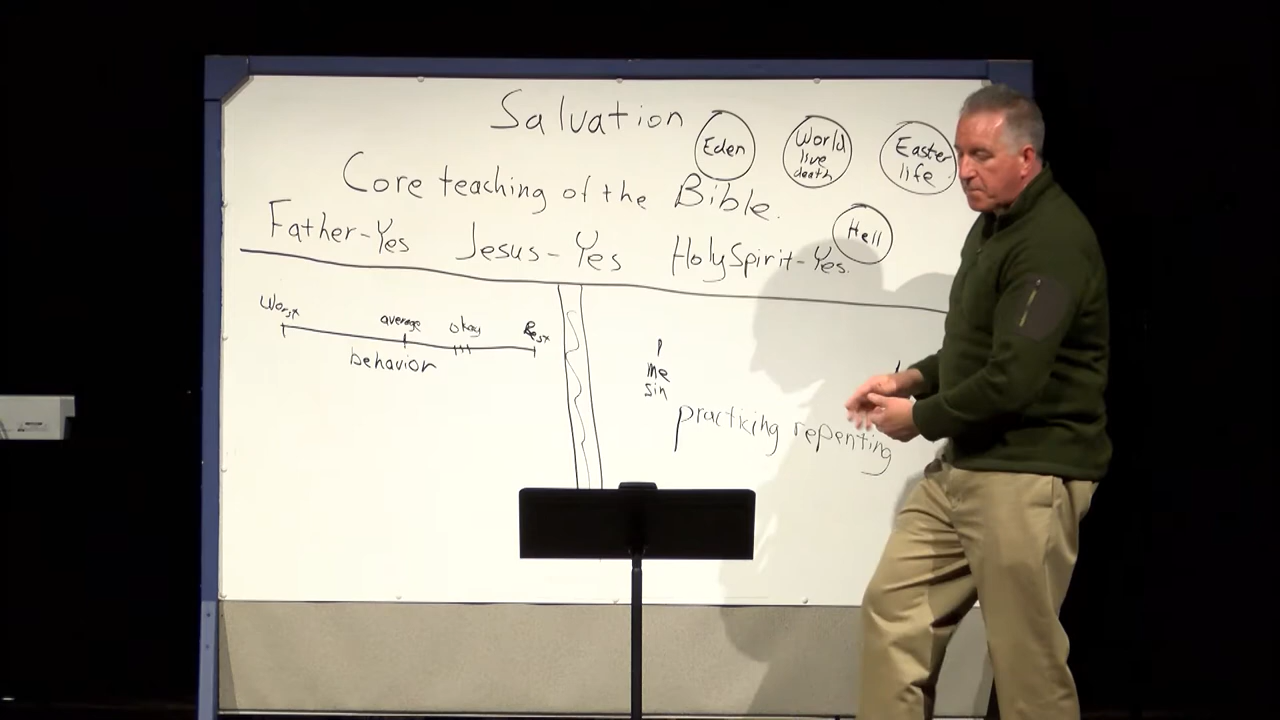 Salvation
Eden
World
live
death
Easter
life
Core teaching of the Bible.
Hell
Father-Yes Jesus-Yes Holy Spirit-Yes.
Worst average okay Best
behavior
me
sin
practicing repenting